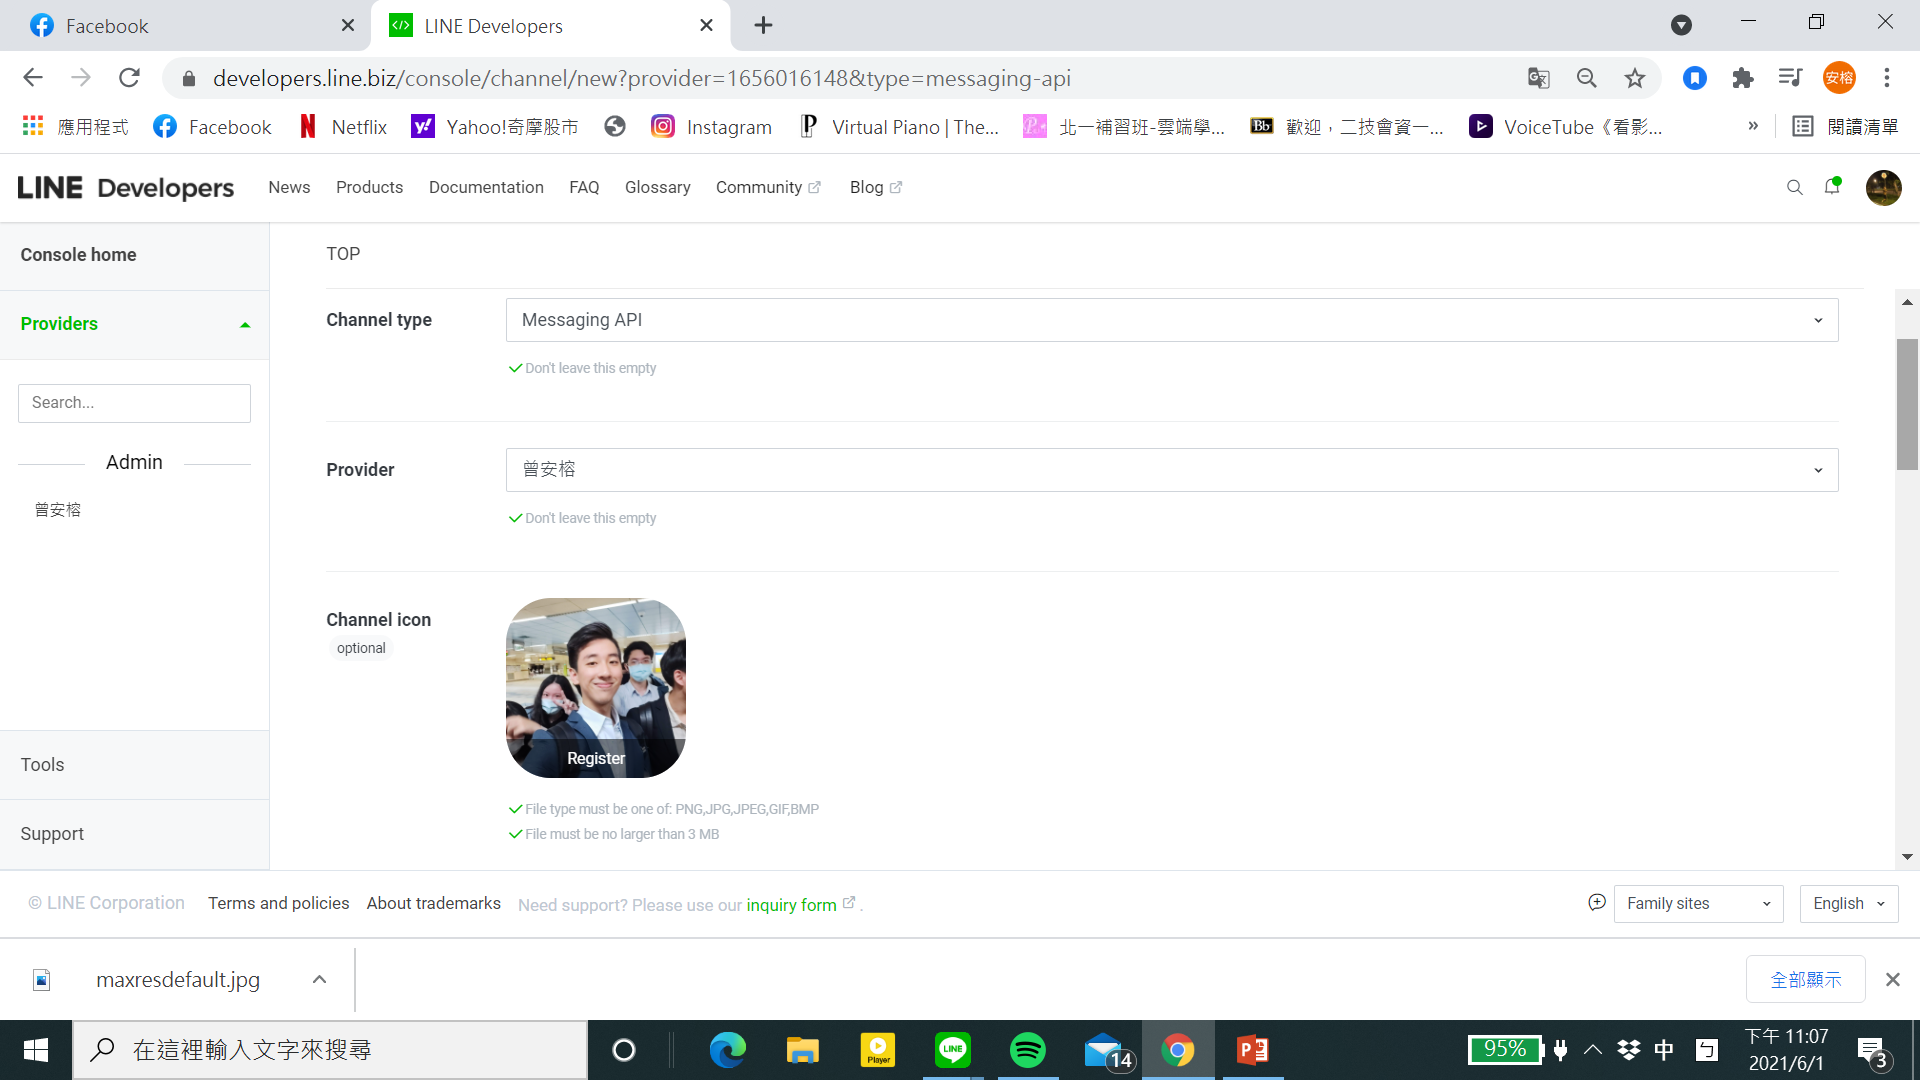 Facebook
LINE Developers
developers.line.biz/console/channel/new?provider=1656016148&type=messaging-api
安榕
應用程式
Facebook
Netflix
Yahoo!奇摩股市
Instagram
Virtual Piano | The...
北一補習班-雲端學...
Bb
歡迎，二技會資一...
VoiceTube《看影...
»
閱讀清單
LINE Developers
News
Products
Documentation
FAQ
Glossary
Community
Blog
Console home
Providers
Search...
Admin
曾安榕
Tools
Support
TOP
Channel type
Messaging API
Don't leave this empty
Provider
曾安榕
Don't leave this empty
Channel icon
optional
Register
File type must be one of: PNG,JPG,JPEG,GIF,BMP
File must be no larger than 3 MB
© LINE Corporation
Terms and policies
About trademarks
Need support? Please use our inquiry form .
Family sites
English
maxresdefault.jpg
全部顯示
在這裡輸入文字來搜尋
Player
LINE
14
95%
中
ㄅ
下午 11:07
2021/6/1
3